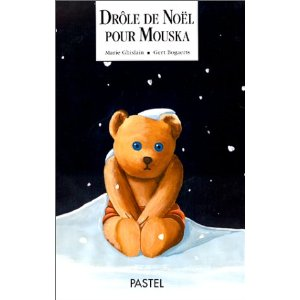 DRÔLE DE NOËL
POUR MOUSKA
Marie Ghislain • Gert Bogaerts
PASTEL